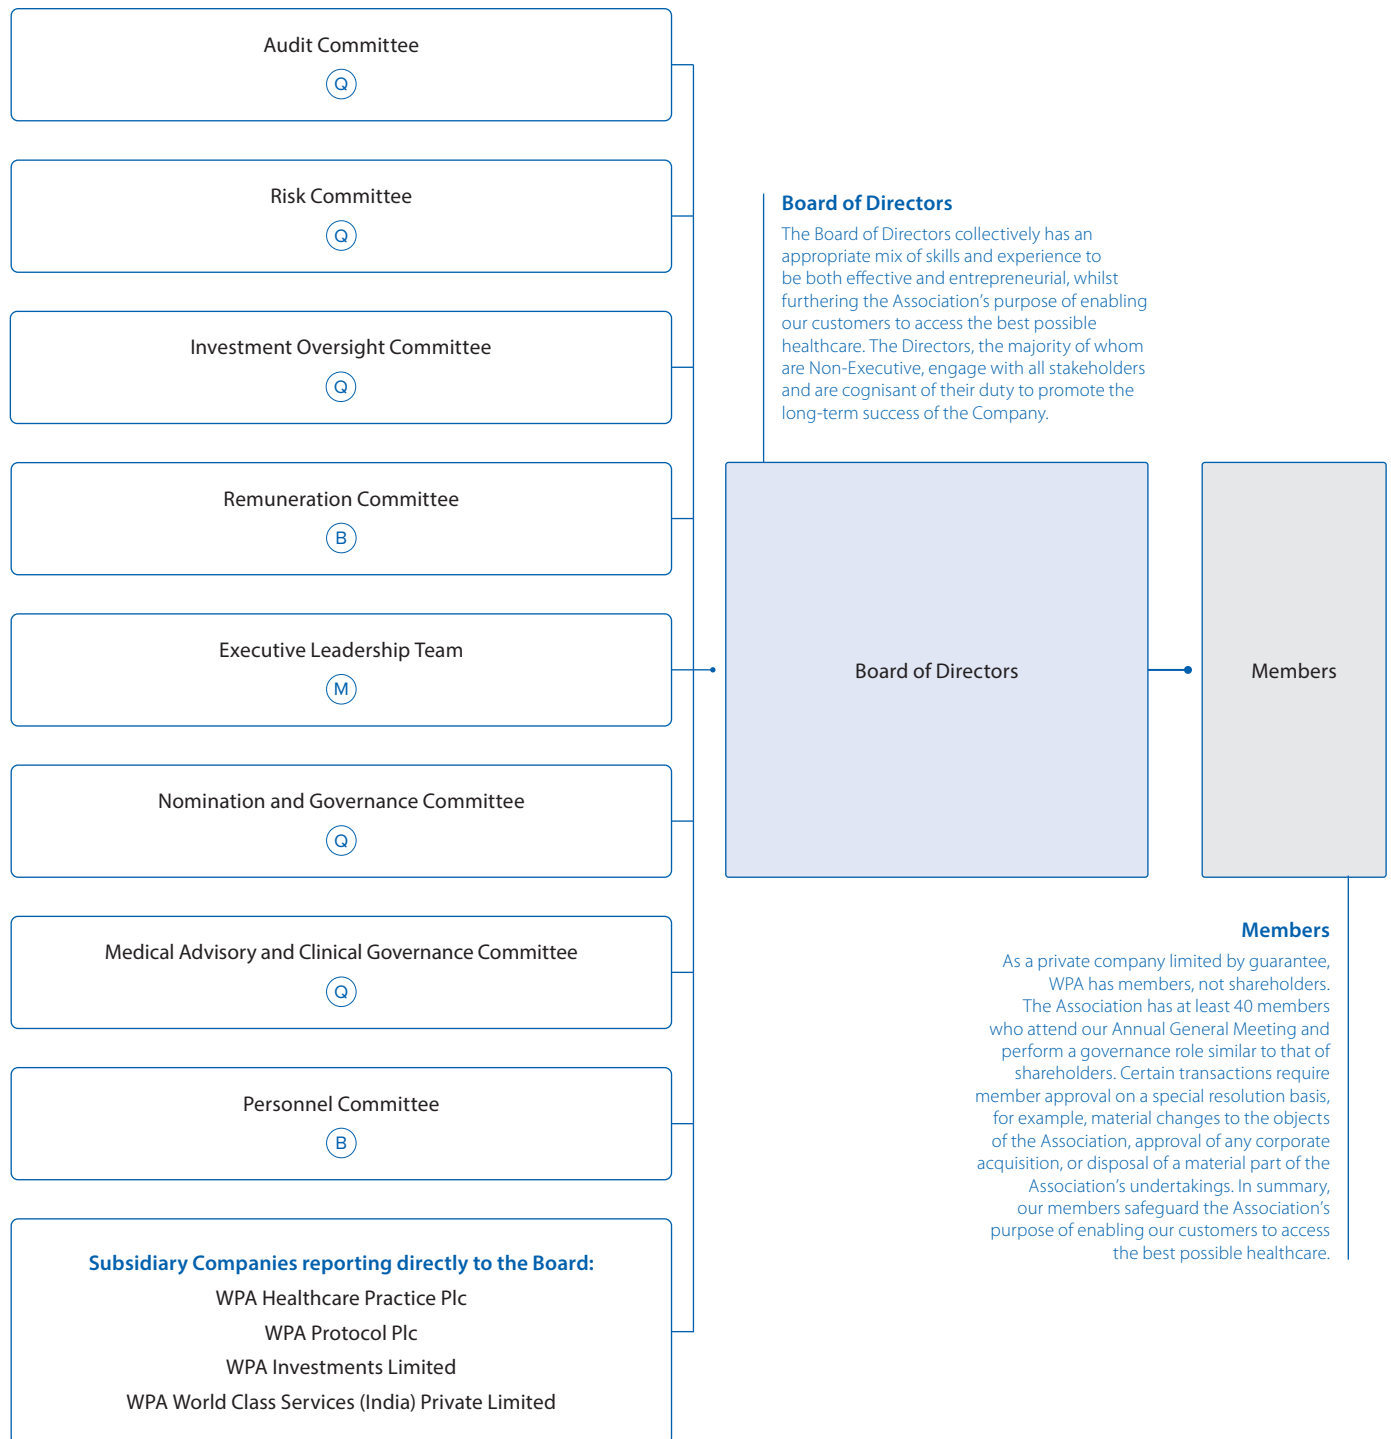 Audit Committee
Q
Risk Committee
Q
Investment Oversight Committee
Q
Remuneration Committee
B
Executive Leadership Team
M
Nomination and Governance Committee
Q
Medical Advisory and Clinical Governance Committee
Q
Personnel Committee
B
Subsidiary Companies reporting directly to the Board:
WPA Healthcare Practice Plc
WPA Protocol Plc
WPA Investments Limited
WPA World Class Services (India) Private Limited
Board of Directors
The Board of Directors collectively has an
appropriate mix of skills and experience to
be both effective and entrepreneurial, whilst
furthering the Association’s purpose of enabling
our customers to access the best possible
healthcare. The Directors, the majority of whom
are Non-Executive, engage with all stakeholders
and are cognisant of their duty to promote the
long-term success of the Company.
Board of Directors
Members
Members
As a private company limited by guarantee,
WPA has members, not shareholders.
The Association has at least 40 members
who attend our Annual General Meeting and
perform a governance role similar to that of
shareholders. Certain transactions require
member approval on a special resolution basis,
for example, material changes to the objects
of the Association, approval of any corporate
acquisition, or disposal of a material part of the
Association’s undertakings. In summary,
our members safeguard the Association’s
purpose of enabling our customers to access
the best possible healthcare.